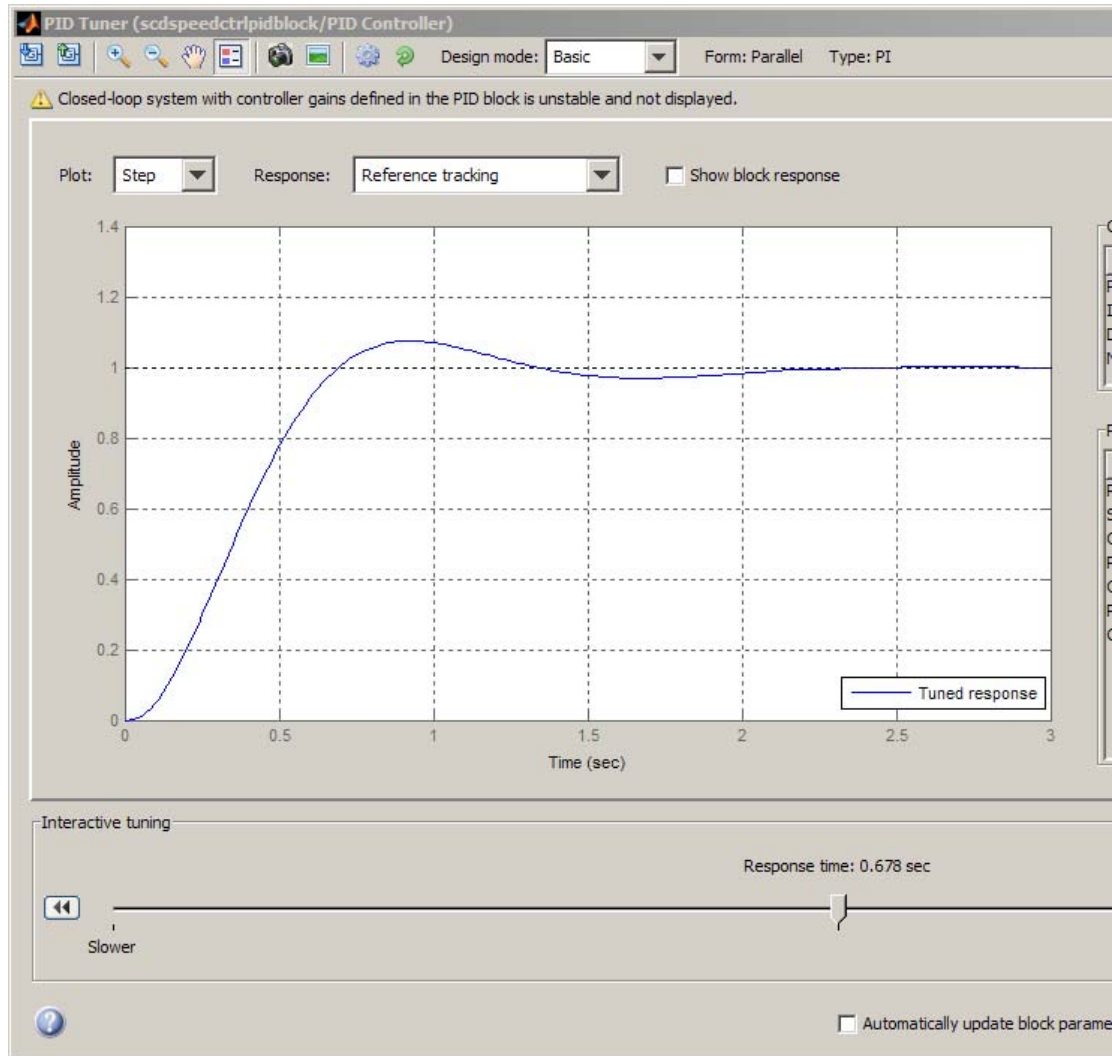 PID Tuner (scdspeedctrlpidblock/PID Controller)
Design mode: Basic Form: Parallel Type: PI
Closed-loop system with controller gains defined in the PID block is unstable and not displayed.
Plot: Step Response: Reference tracking Show block response
1.4
1.2
1
0.8
0.6
0.4
0.2
0
Amplitude
Tuned response
0 0.5 1 1.5 2 2.5 3
Time (sec)
Interactive tuning
Response time: 0.678 sec
Slower
Automatically update block parame